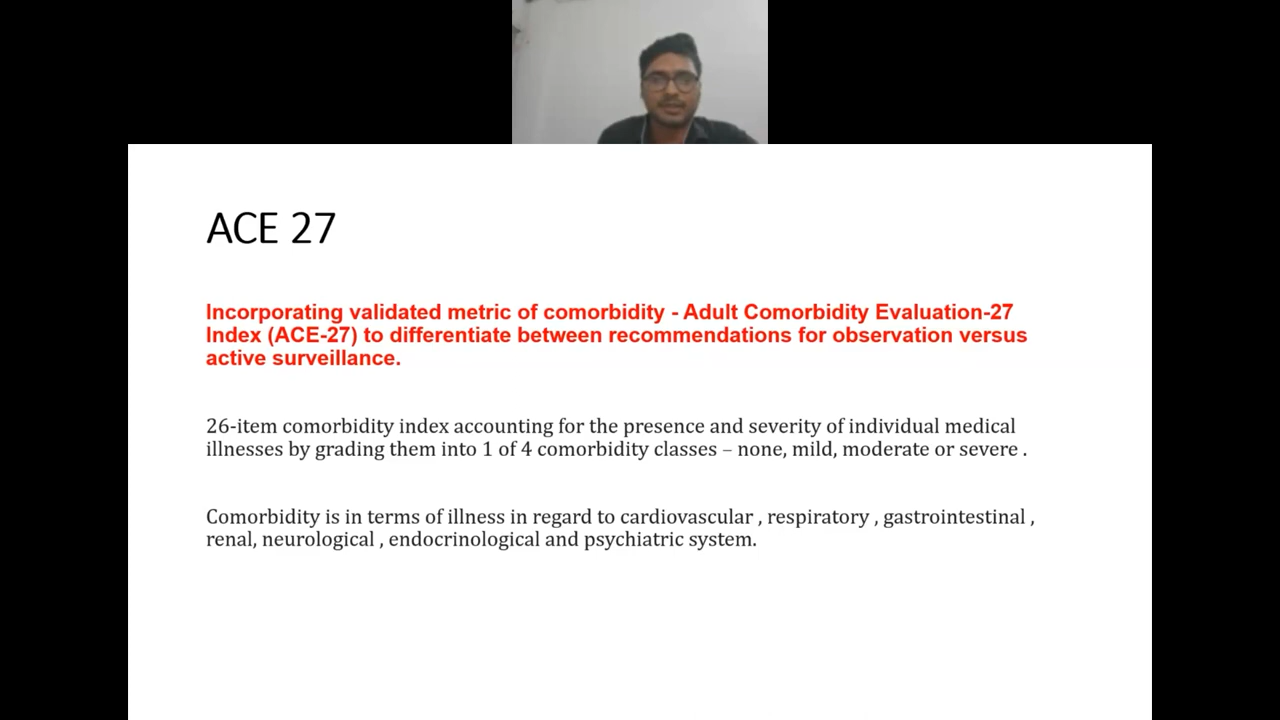 ACE 27
Incorporating validated metric of comorbidity - Adult Comorbidity Evaluation-27
Index (ACE-27) to differentiate between recommendations for observation versus
active surveillance.
26-item comorbidity index accounting for the presence and severity of individual medical
illnesses by grading them into 1 of 4 comorbidity classes – none, mild, moderate or severe .
Comorbidity is in terms of illness in regard to cardiovascular , respiratory , gastrointestinal ,
renal, neurological , endocrinological and psychiatric system.